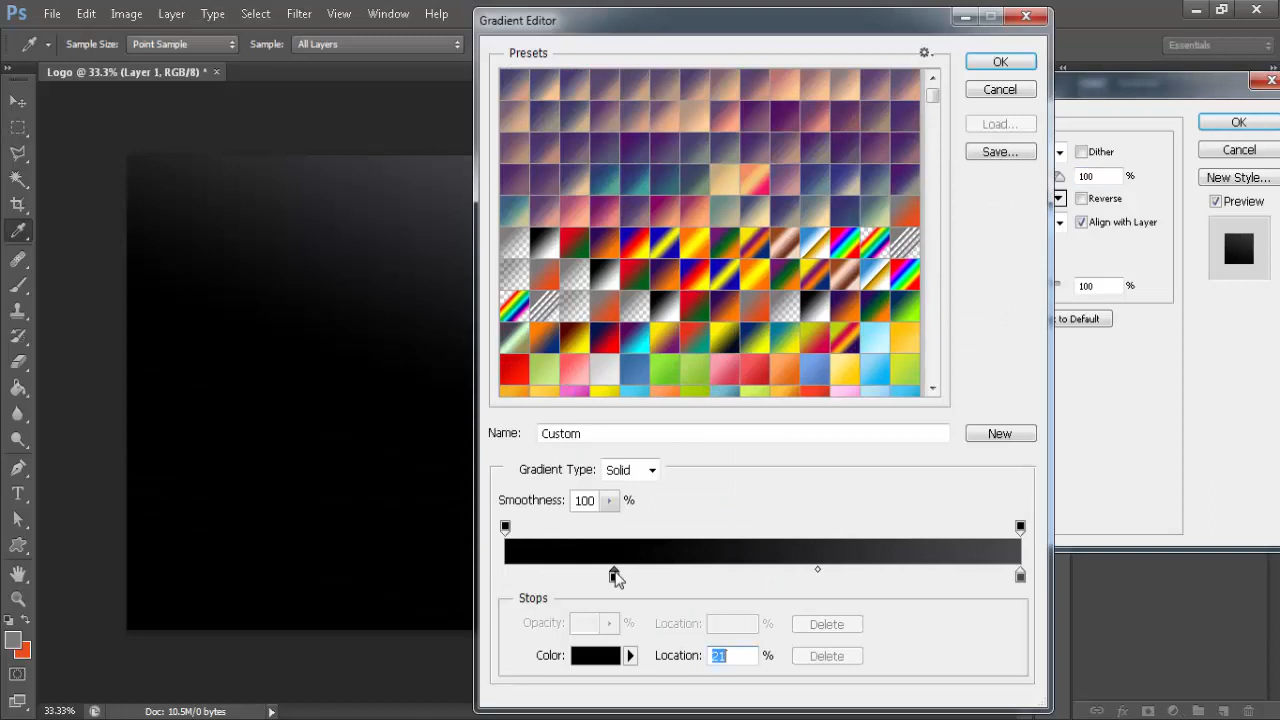 Ps File Edit Image Layer Type Select Filter View Window Help
Gradient Editor
Sample Size: Point Sample Sample: All Layers
Essentials
Logo @ 33.3% (Layer 1, RGB/8) * ×
Presets
OK
Cancel
Load...
Save...
OK
Cancel
New Style...
Preview
Dither
100 %
Reverse
Align with Layer
100 %
to Default
Name: Custom
New
Gradient Type: Solid
Smoothness: 100 %
Stops
Opacity: % Location: % Delete
Color: Location: 21 % Delete
33.33% Doc: 10.5M/0 bytes
fx